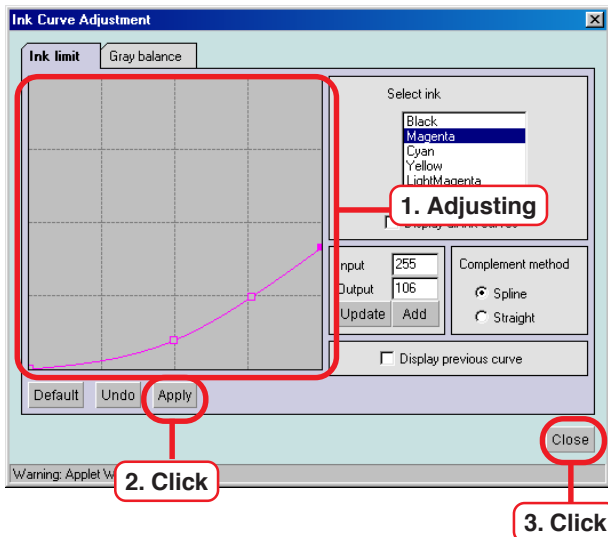 Ink Curve Adjustment
Ink limit
Gray balance
Select ink
Black
Magenta
Cyan
Yellow
LightMagenta
1. Adjusting
Input 255
Output 106
Update Add
Complement method
Spline
Straight
Display previous curve
Default Undo Apply
Close
Warning: Applet
2. Click
3. Click